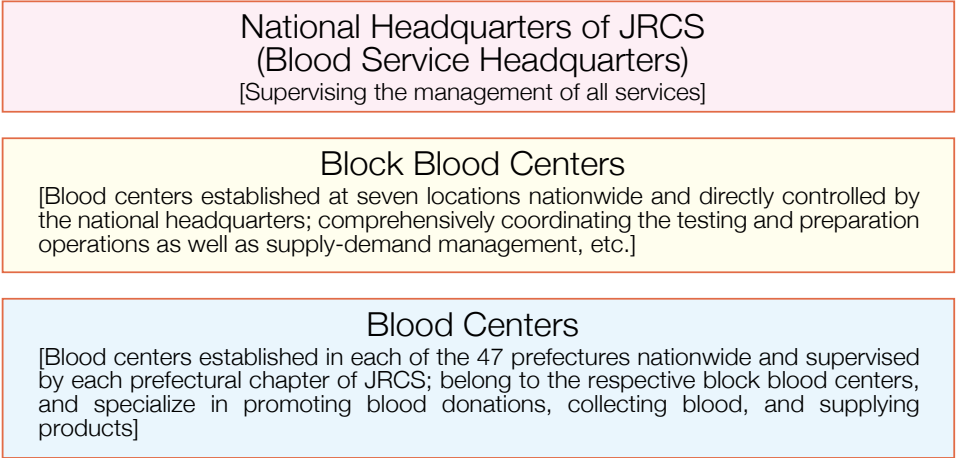 National Headquarters of JRCS
(Blood Service Headquarters)
[Supervising the management of all services]
Block Blood Centers
[Blood centers established at seven locations nationwide and directly controlled by
the national headquarters; comprehensively coordinating the testing and preparation
operations as well as supply-demand management, etc.]
Blood Centers
[Blood centers established in each of the 47 prefectures nationwide and supervised
by each prefectural chapter of JRCS; belong to the respective block blood centers,
and specialize in promoting blood donations, collecting blood, and supplying
products]